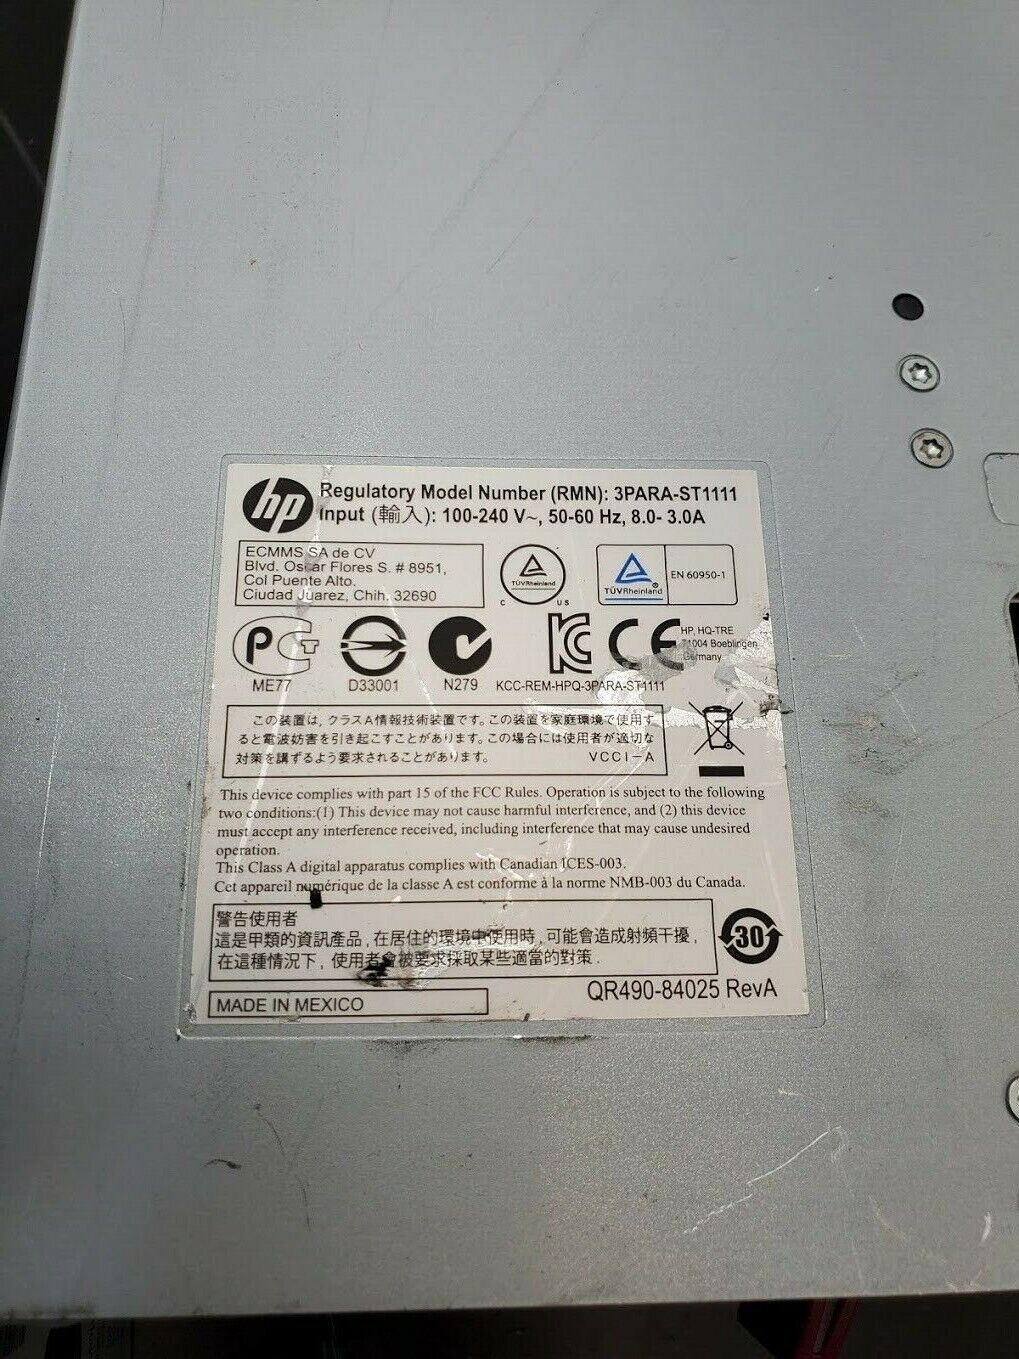 hp
Regulatory Model Number (RMN): 3PARA-ST1111
Input (輸入): 100-240 V~, 50-60 Hz, 8.0- 3.0A
ECMMS SA de CV
Blvd. Oscar Flores S. # 8951,
Col Puente Alto.
Ciudad Juarez, Chih. 32690
TÜVRheinland
C US
TÜVRheinland
EN 60950-1
ME77
D33001
N279
KCC-REM-HPQ-3PARA-ST1111
CE
HP, HQ-TRE
71004 Boeblingen
Germany
この装置は、クラスA情報技術装置です。この装置を家庭環境で使用す
ると電波妨害を引き起こすことがあります。この場合には使用者が適切な
対策を講ずるよう要求されることがあります。 VCCI-A
This device complies with part 15 of the FCC Rules. Operation is subject to the following
two conditions:(1) This device may not cause harmful interference, and (2) this device
must accept any interference received, including interference that may cause undesired
operation.
This Class A digital apparatus complies with Canadian ICES-003.
Cet appareil numérique de la classe A est conforme à la norme NMB-003 du Canada.
警告使用者
這是甲類的資訊產品，在居住的環境中使用時，可能會造成射頻干擾，
在這種情況下，使用者會被要求採取某些適當的對策．
30
QR490-84025 RevA
MADE IN MEXICO